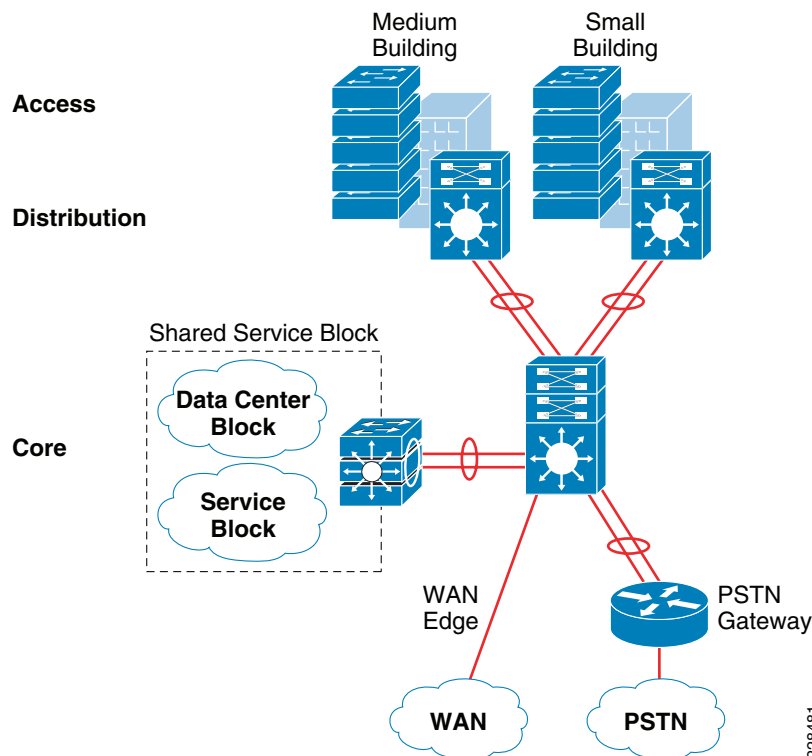 Medium
Building
Small
Building
Access
Distribution
Shared Service Block
Data Center
Block
Core
Service
Block
WAN
Edge
PSTN
Gateway
WAN
PSTN